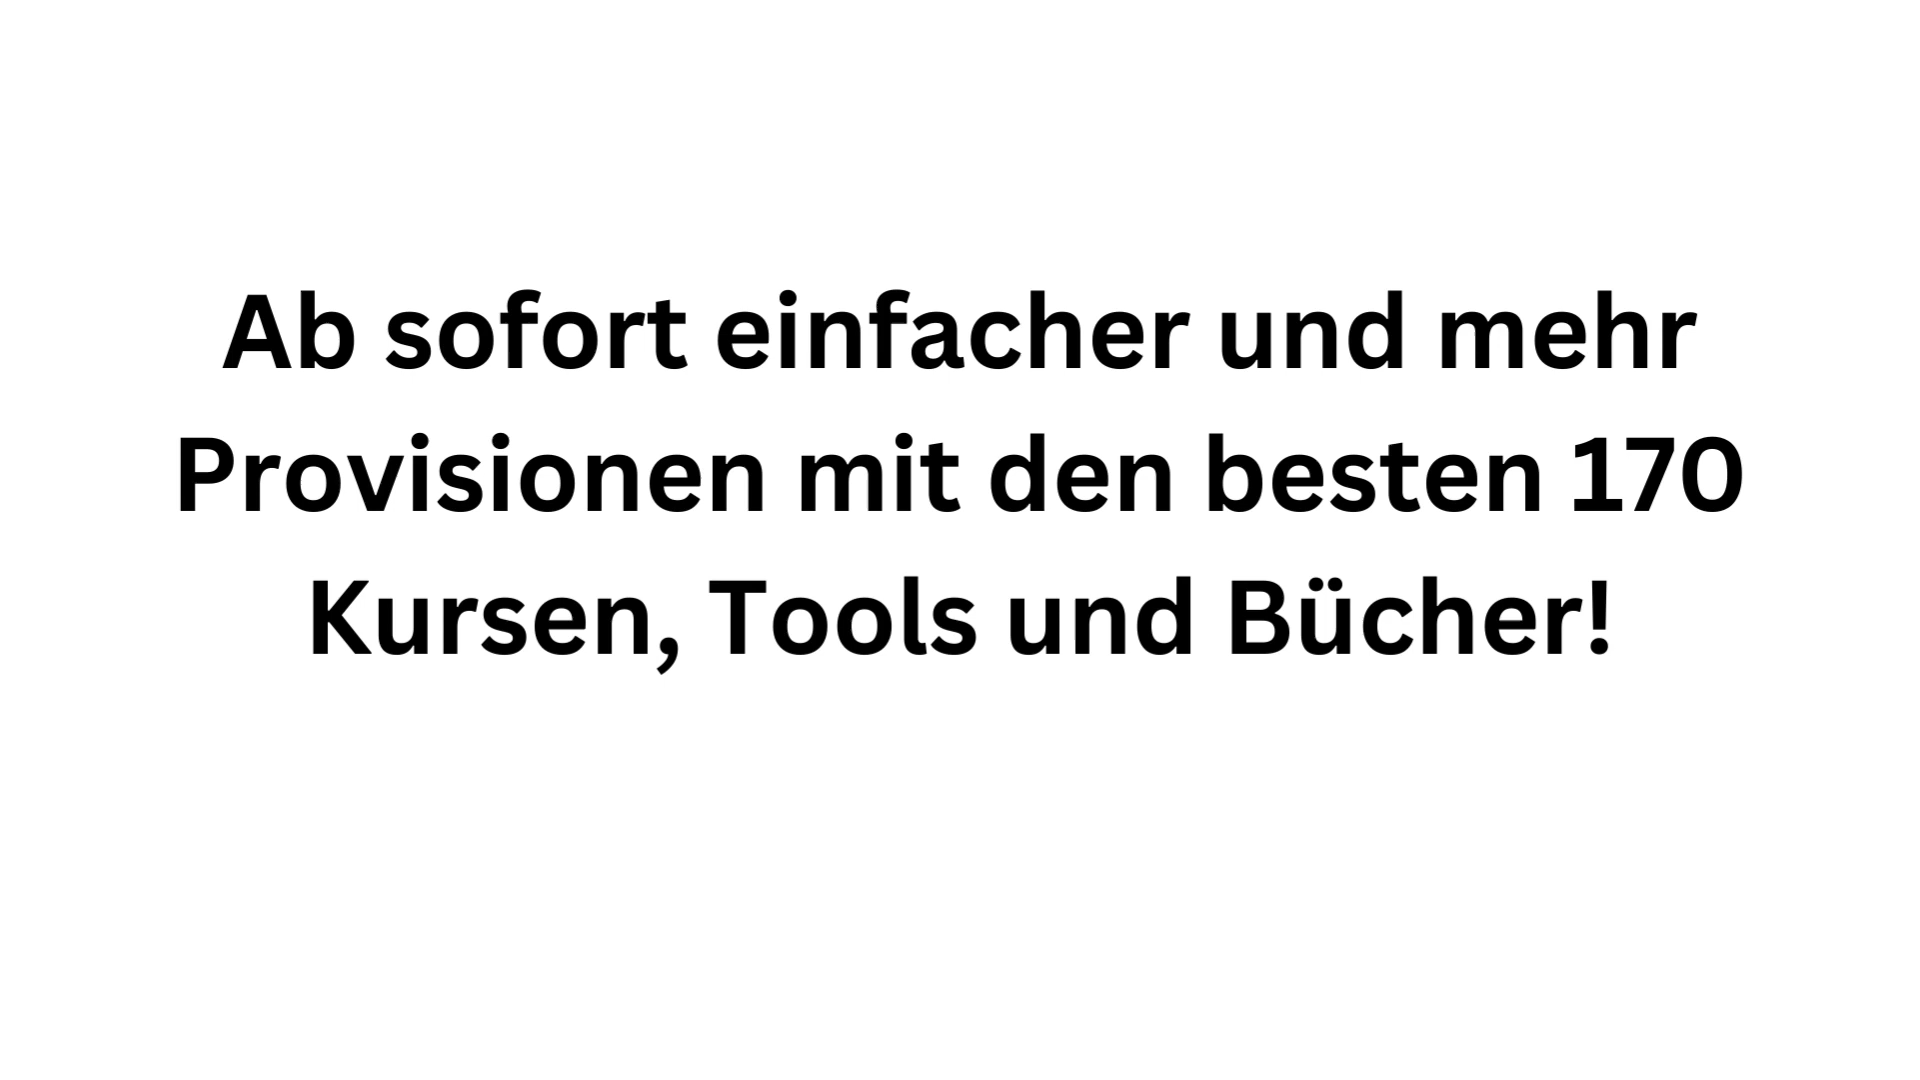 Ab sofort einfacher und mehr
Provisionen mit den besten 170
Kursen, Tools und Bücher!